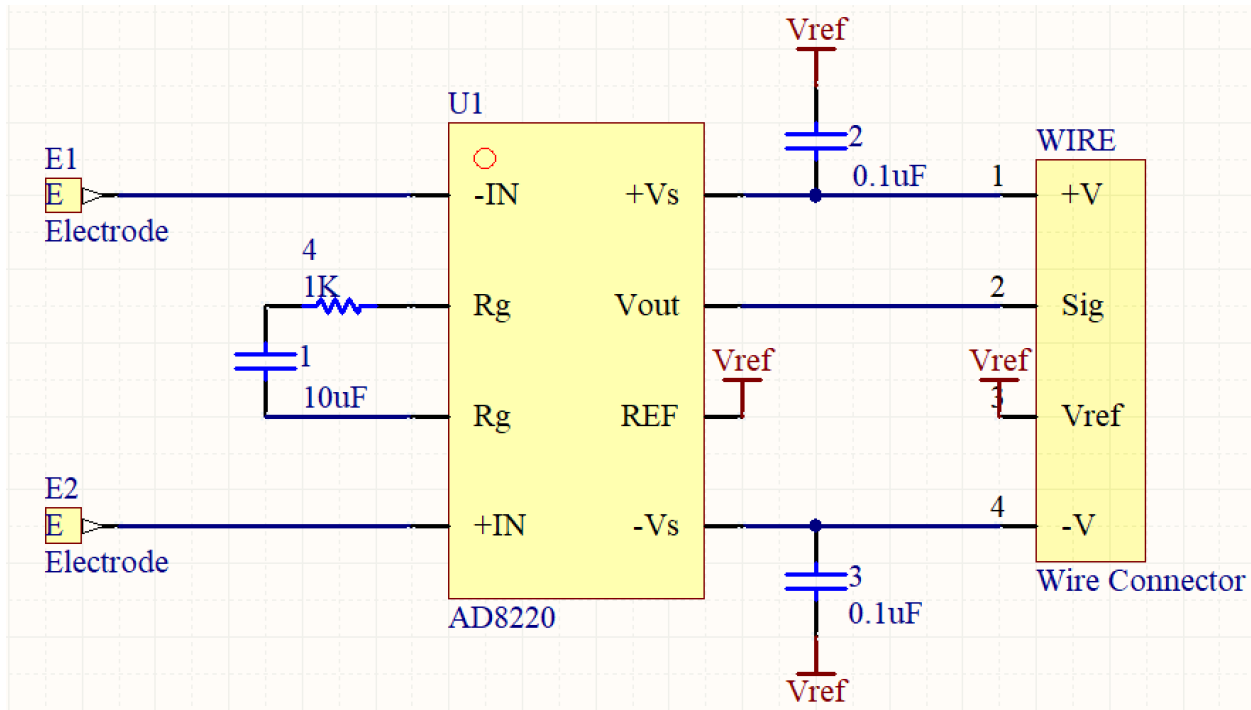 Vref
U1
2
WIRE
E1
0.1uF
1
E
-IN
+Vs
+V
Electrode
4
1K
2
Rg
Vout
Sig
1
Vref
Vref
10uF
3
Rg
REF
Vref
E2
4
E
+IN
-Vs
-V
Electrode
3
Wire Connector
AD8220
0.1uF
Vref